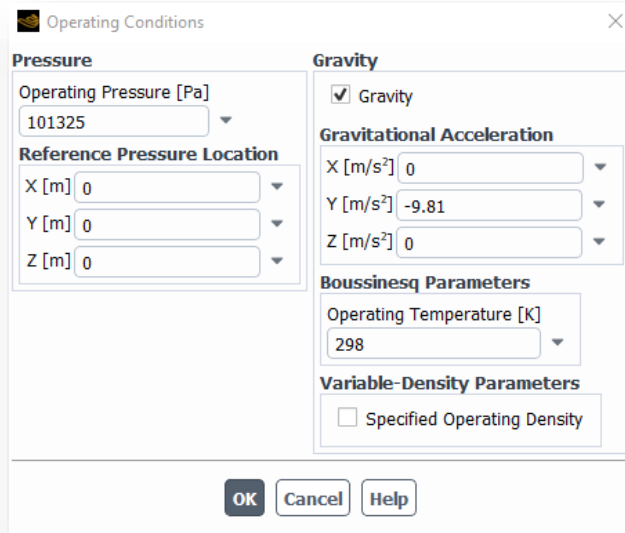 Operating Conditions
Pressure
Operating Pressure [Pa]
101325
Reference Pressure Location
X [m] 0
Y [m] 0
Z [m] 0
Gravity
Gravity
Gravitational Acceleration
X [m/s²] 0
Y [m/s²] -9.81
Z [m/s²] 0
Boussinesq Parameters
Operating Temperature [K]
298
Variable-Density Parameters
Specified Operating Density
OK Cancel Help